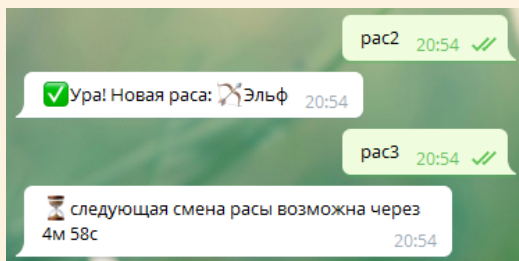 рас2 20:54
✅Ура! Новая раса: 🏹Эльф 20:54
рас3 20:54
⏳ следующая смена расы возможна через
4м 58с 20:54